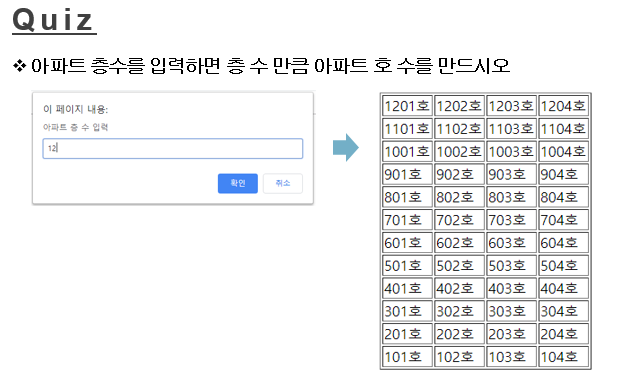 Quiz
❖ 아파트 층수를 입력하면 층 수 만큼 아파트 호 수를 만드시오
이 페이지 내용:
아파트 층 수 입력
12
확인 취소
1201호 1202호 1203호 1204호
1101호 1102호 1103호 1104호
1001호 1002호 1003호 1004호
901호 902호 903호 904호
801호 802호 803호 804호
701호 702호 703호 704호
601호 602호 603호 604호
501호 502호 503호 504호
401호 402호 403호 404호
301호 302호 303호 304호
201호 202호 203호 204호
101호 102호 103호 104호